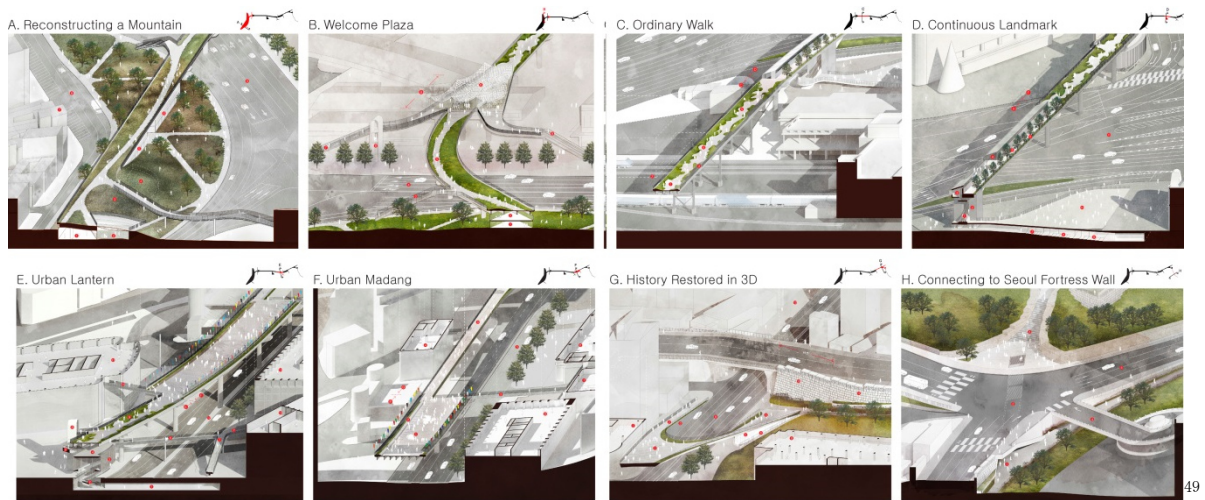 A. Reconstructing a Mountain
B. Welcome Plaza
C. Ordinary Walk
D. Continuous Landmark
E. Urban Lantern
F. Urban Madang
G. History Restored in 3D
H. Connecting to Seoul Fortress Wall
49